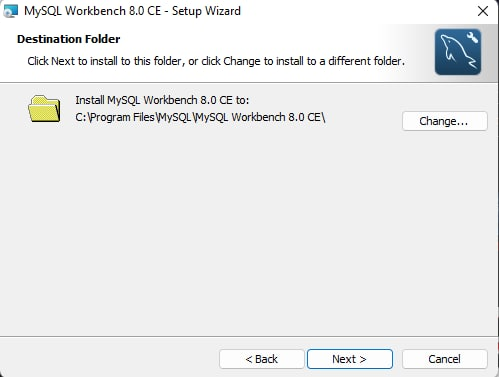 MySQL Workbench 8.0 CE - Setup Wizard
Destination Folder
Click Next to install to this folder, or click Change to install to a different folder.
Install MySQL Workbench 8.0 CE to:
C:\Program Files\MySQL\MySQL Workbench 8.0 CE\
Change...
< Back
Next >
Cancel